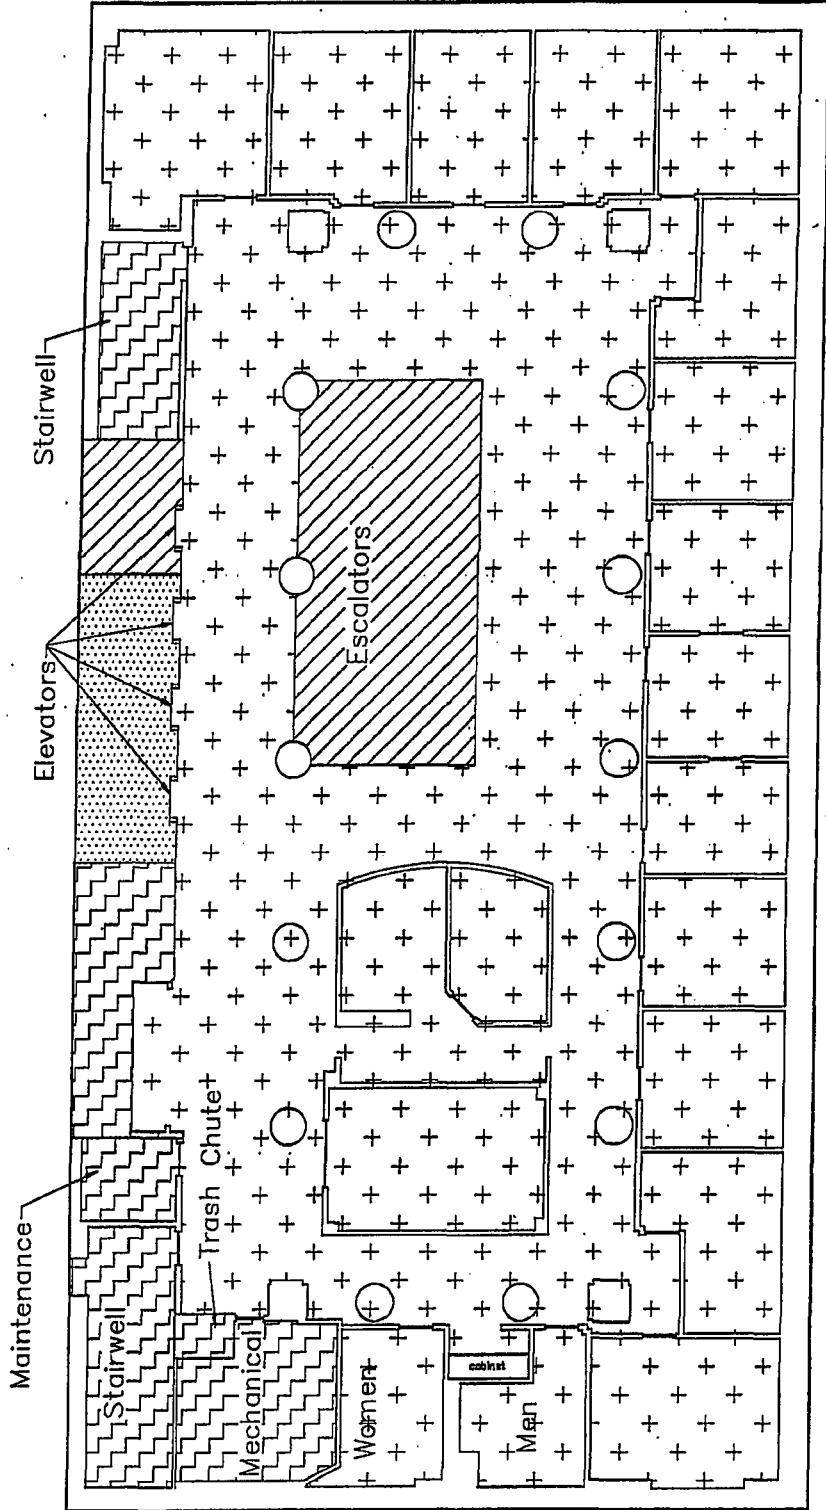 Maintenance
Elevators
Stairwell
Stairwell
Trash Chute
Mechanical
Escalators
Women
cabinet
Men